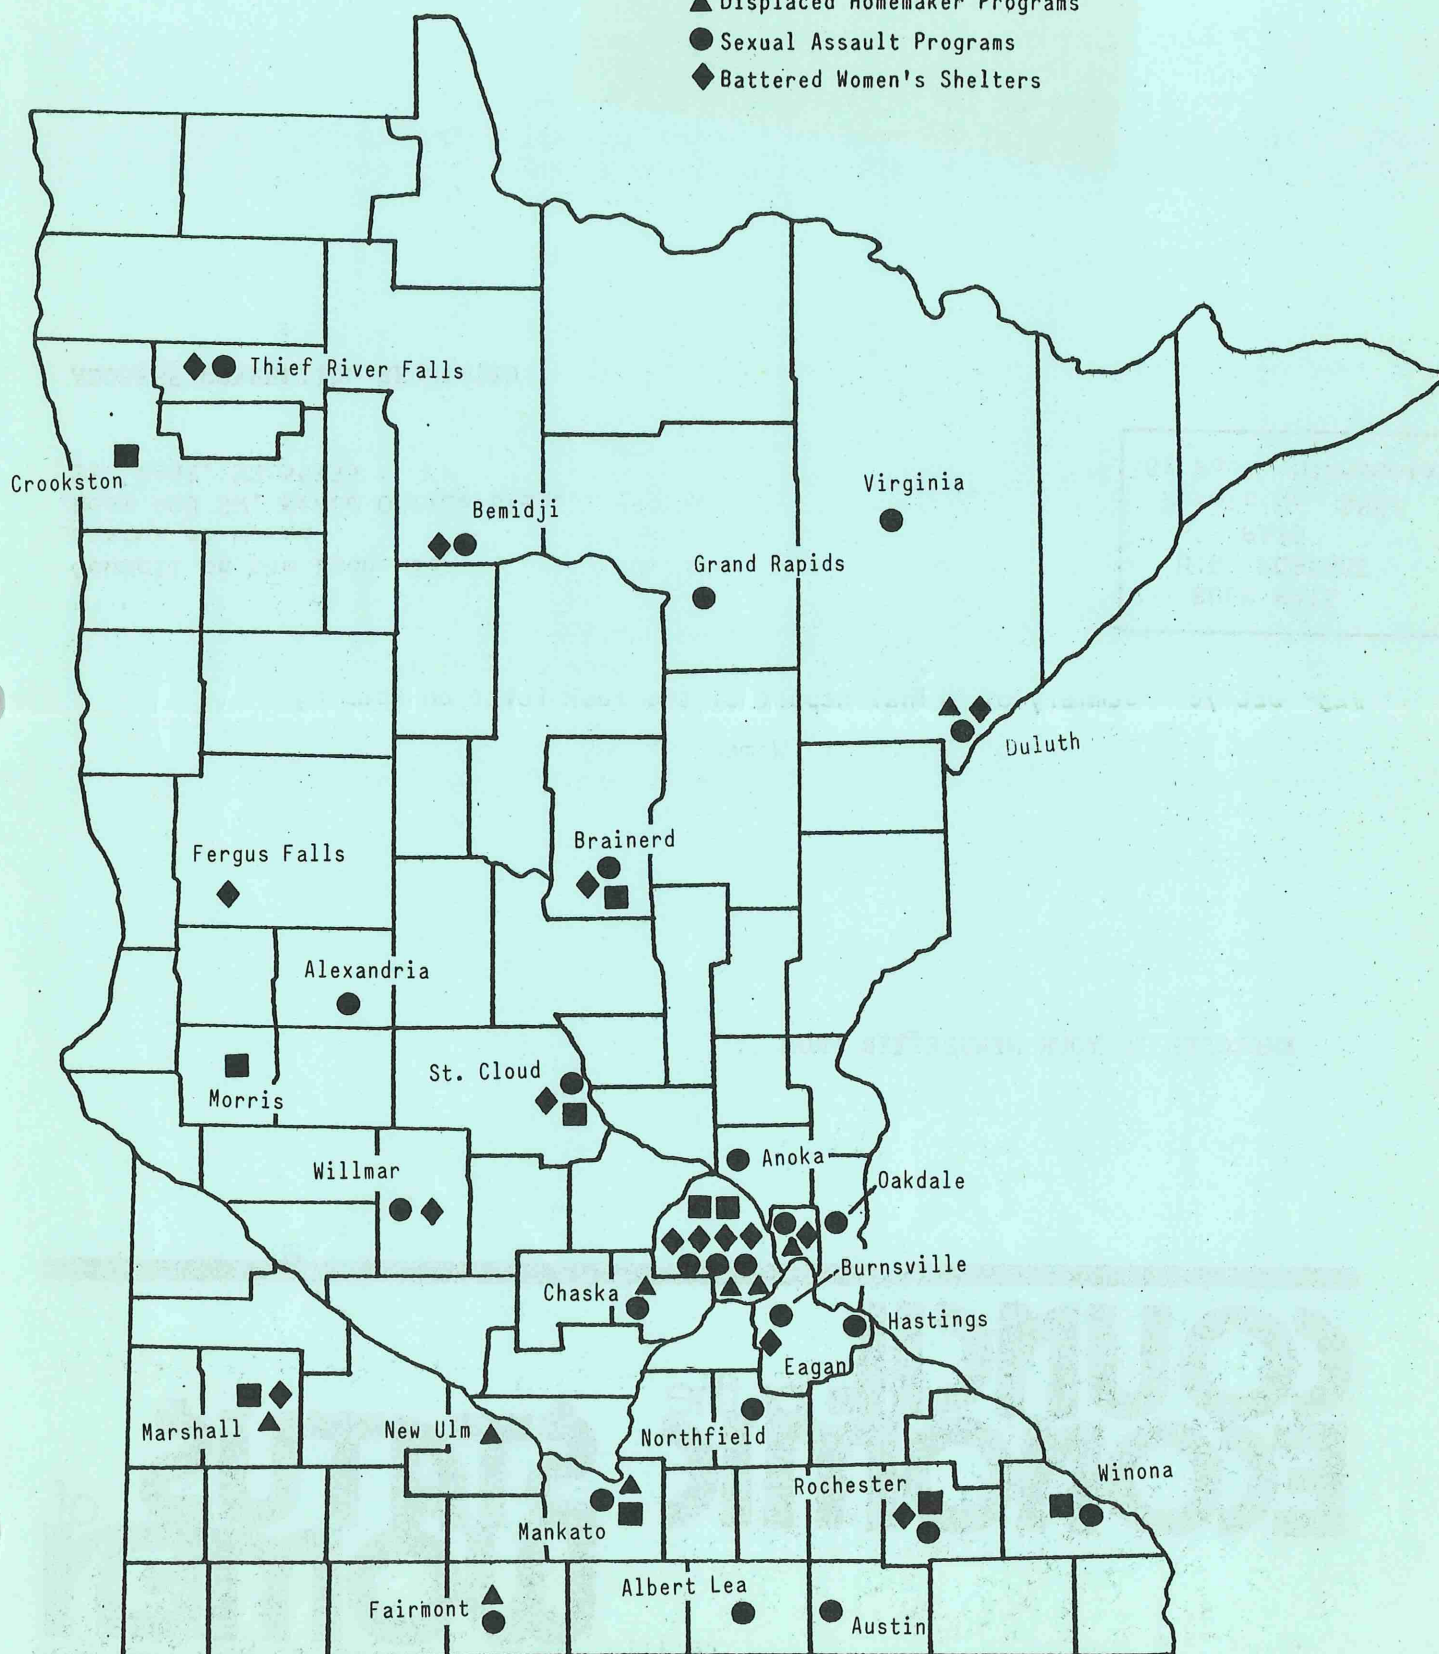 Displaced Homemaker Programs
Sexual Assault Programs
Battered Women's Shelters
Thief River Falls
Crookston
Virginia
Bemidji
Grand Rapids
Duluth
Brainerd
Fergus Falls
Alexandria
St. Cloud
Morris
Anoka
Willmar
Oakdale
Burnsville
Chaska
Hastings
Eagan
Marshall
New Ulm
Northfield
Winona
Rochester
Mankato
Albert Lea
Fairmont
Austin